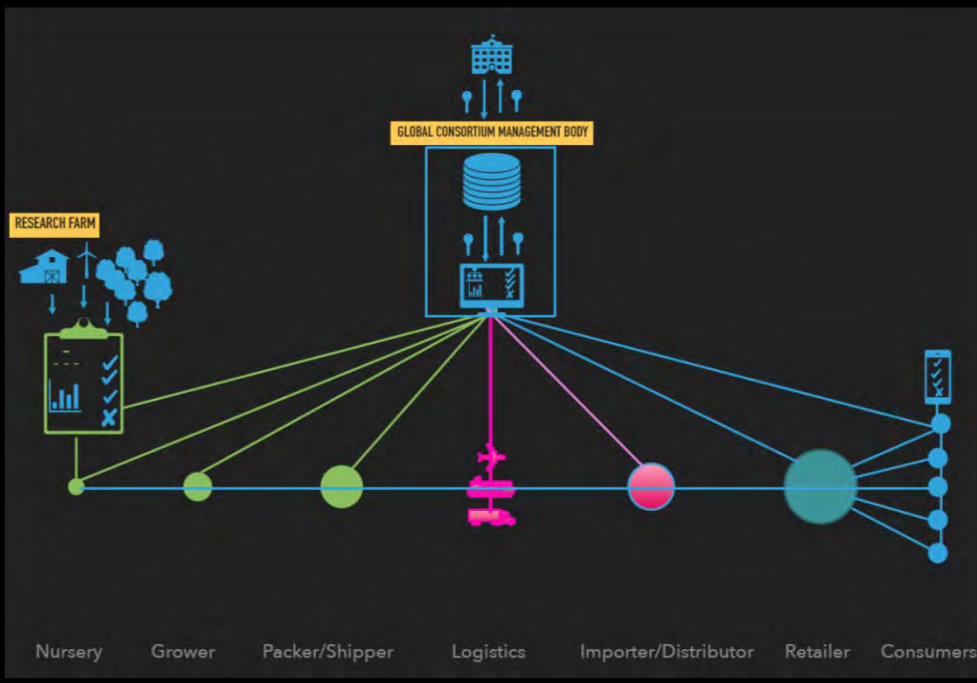 GLOBAL CONSORTIUM MANAGEMENT BODY
RESEARCH FARM
Nursery
Grower
Packer/Shipper
Logistics
Importer/Distributor
Retailer
Consumers